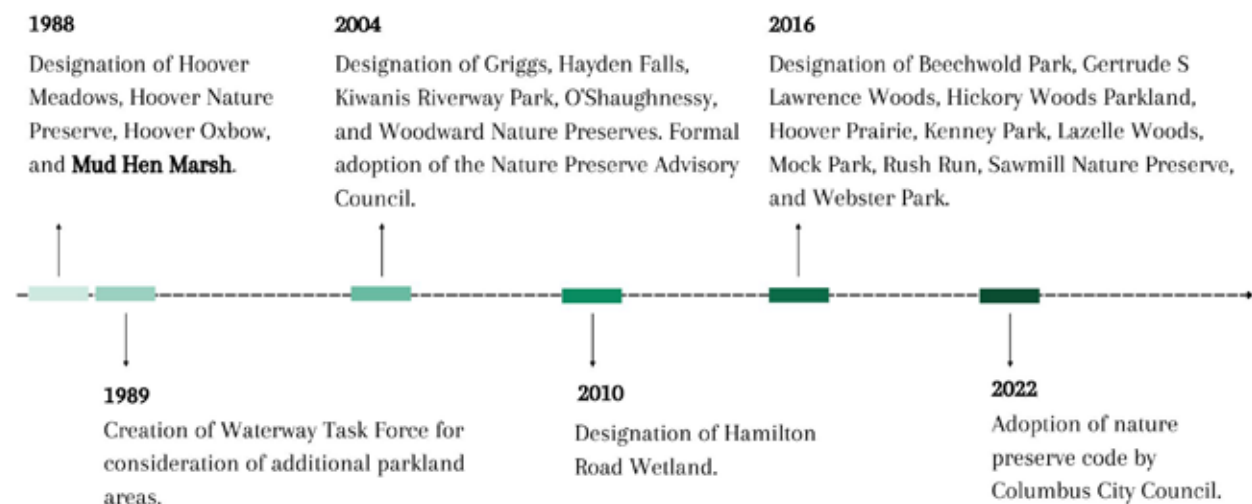 1988
Designation of Hoover
Meadows, Hoover Nature
Preserve, Hoover Oxbow,
and Mud Hen Marsh.
2004
Designation of Griggs, Hayden Falls,
Kiwanis Riverway Park, O'Shaughnessy,
and Woodward Nature Preserves. Formal
adoption of the Nature Preserve Advisory
Council.
2016
Designation of Beechwold Park, Gertrude S
Lawrence Woods, Hickory Woods Parkland,
Hoover Prairie, Kenney Park, Lazelle Woods,
Mock Park, Rush Run, Sawmill Nature Preserve,
and Webster Park.
1989
Creation of Waterway Task Force for
consideration of additional parkland
areas.
2010
Designation of Hamilton
Road Wetland.
2022
Adoption of nature
preserve code by
Columbus City Council.